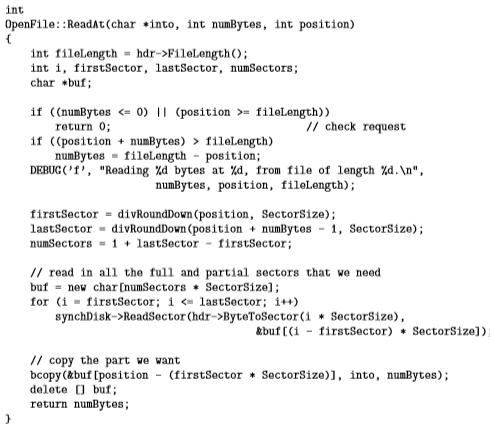 int
OpenFile::ReadAt(char *into, int numBytes, int position)
{
    int fileLength = hdr->FileLength();
    int i, firstSector, lastSector, numSectors;
    char *buf;

    if ((numBytes <= 0) || (position >= fileLength))
        return 0;                              // check request
    if ((position + numBytes) > fileLength)
        numBytes = fileLength - position;
    DEBUG('f', "Reading %d bytes at %d, from file of length %d.\n",
                        numBytes, position, fileLength);

    firstSector = divRoundDown(position, SectorSize);
    lastSector = divRoundDown(position + numBytes - 1, SectorSize);
    numSectors = 1 + lastSector - firstSector;

    // read in all the full and partial sectors that we need
    buf = new char[numSectors * SectorSize];
    for (i = firstSector; i <= lastSector; i++)
        synchDisk->ReadSector(hdr->ByteToSector(i * SectorSize),
                                        &buf[(i - firstSector) * SectorSize]);

    // copy the part we want
    bcopy(&buf[position - (firstSector * SectorSize)], into, numBytes);
    delete [] buf;
    return numBytes;
}